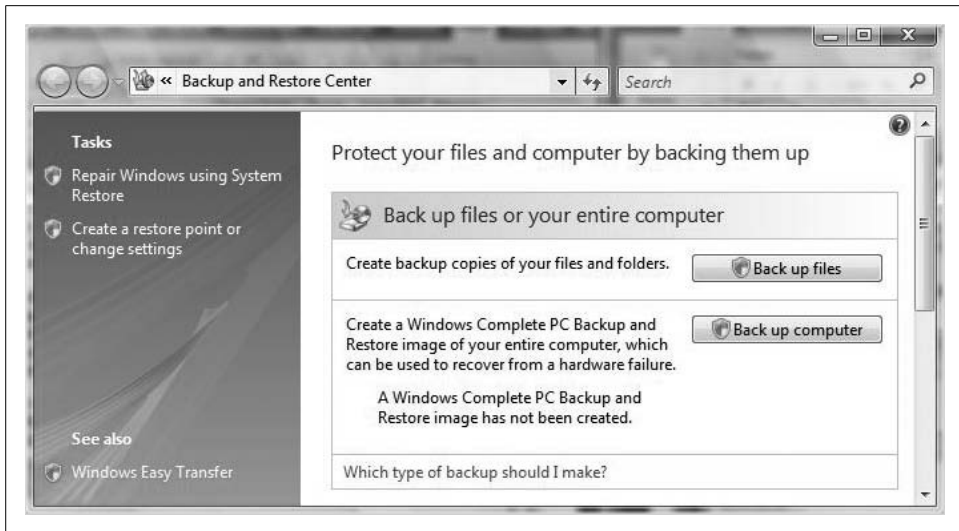 « Backup and Restore Center
Search
Tasks
Repair Windows using System
Restore
Create a restore point or
change settings
See also
Windows Easy Transfer
Protect your files and computer by backing them up
Back up files or your entire computer
Create backup copies of your files and folders.
Back up files
Create a Windows Complete PC Backup and
Restore image of your entire computer, which
can be used to recover from a hardware failure.
Back up computer
A Windows Complete PC Backup and
Restore image has not been created.
Which type of backup should I make?